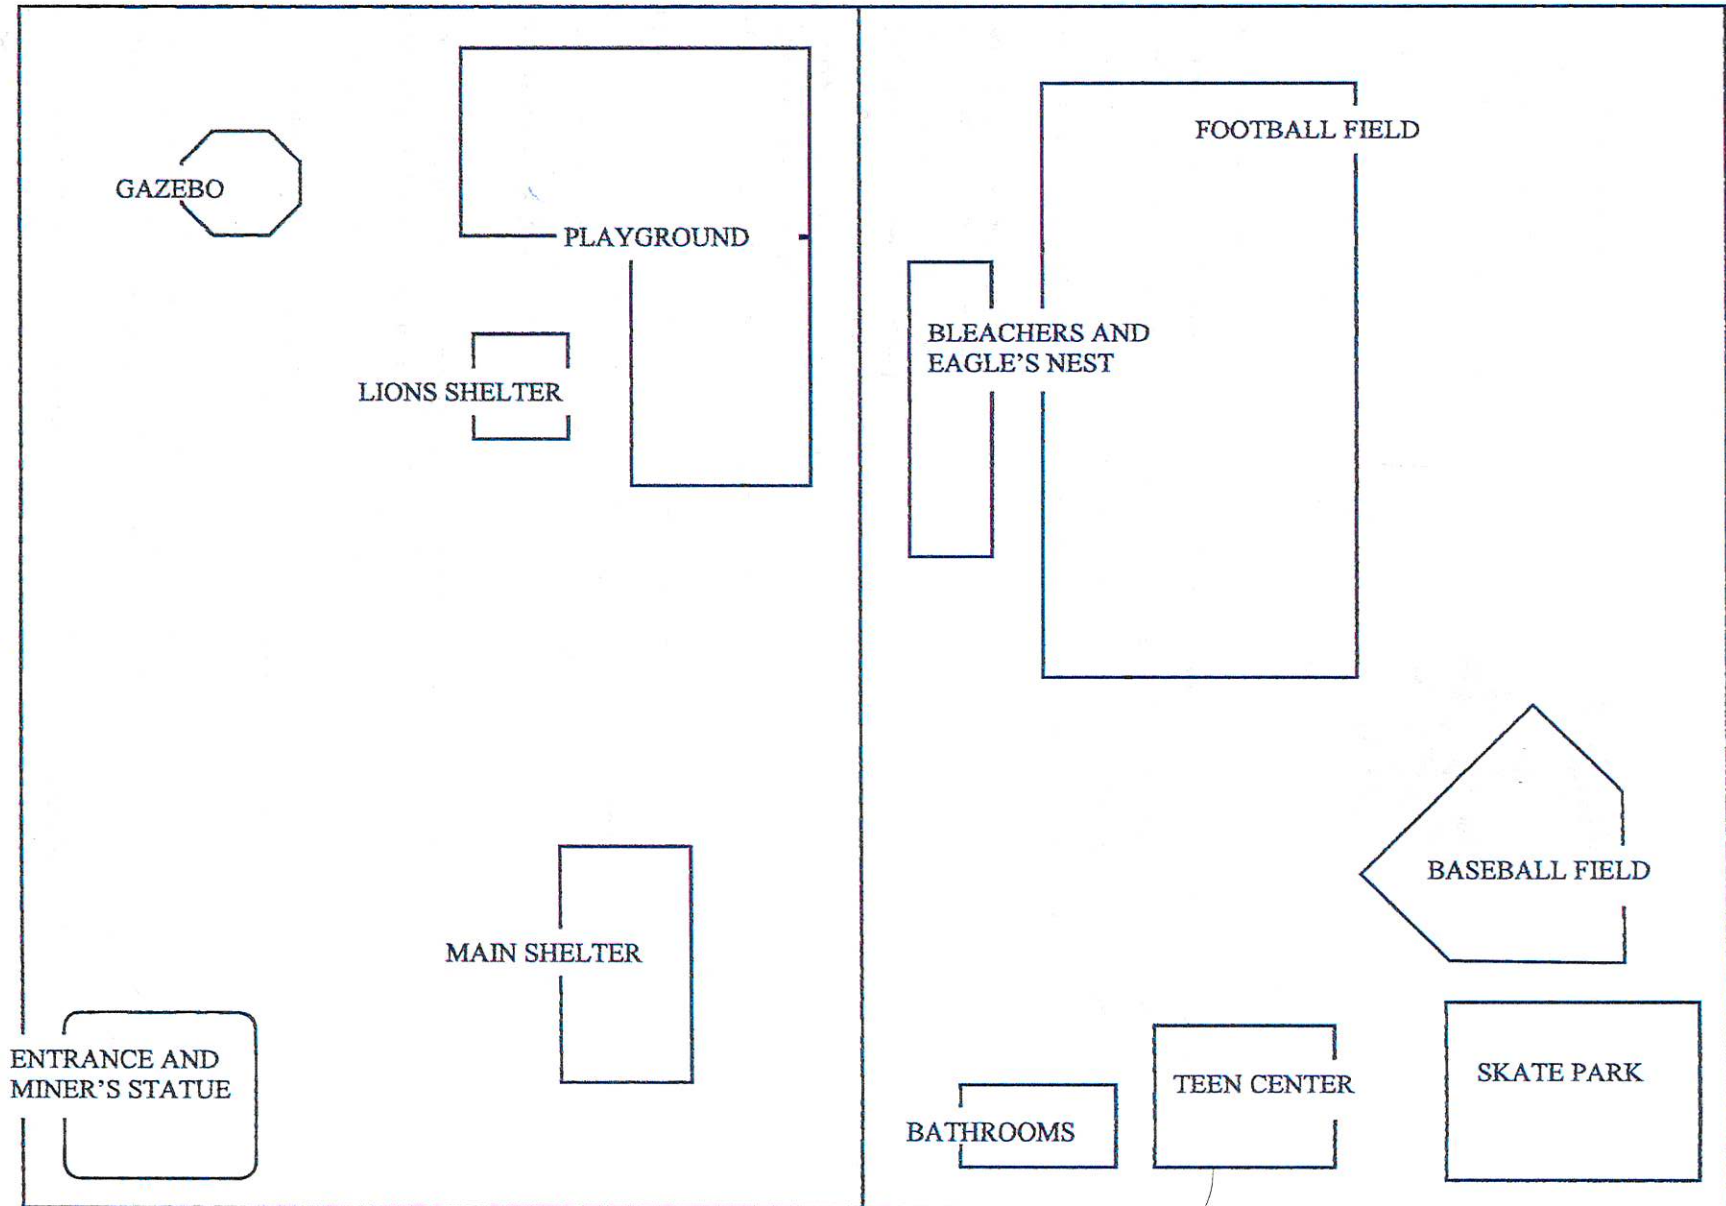 FOOTBALL FIELD
GAZEBO
PLAYGROUND
BLEACHERS AND
EAGLE'S NEST
LIONS SHELTER
BASEBALL FIELD
MAIN SHELTER
ENTRANCE AND
MINER'S STATUE
SKATE PARK
TEEN CENTER
BATHROOMS